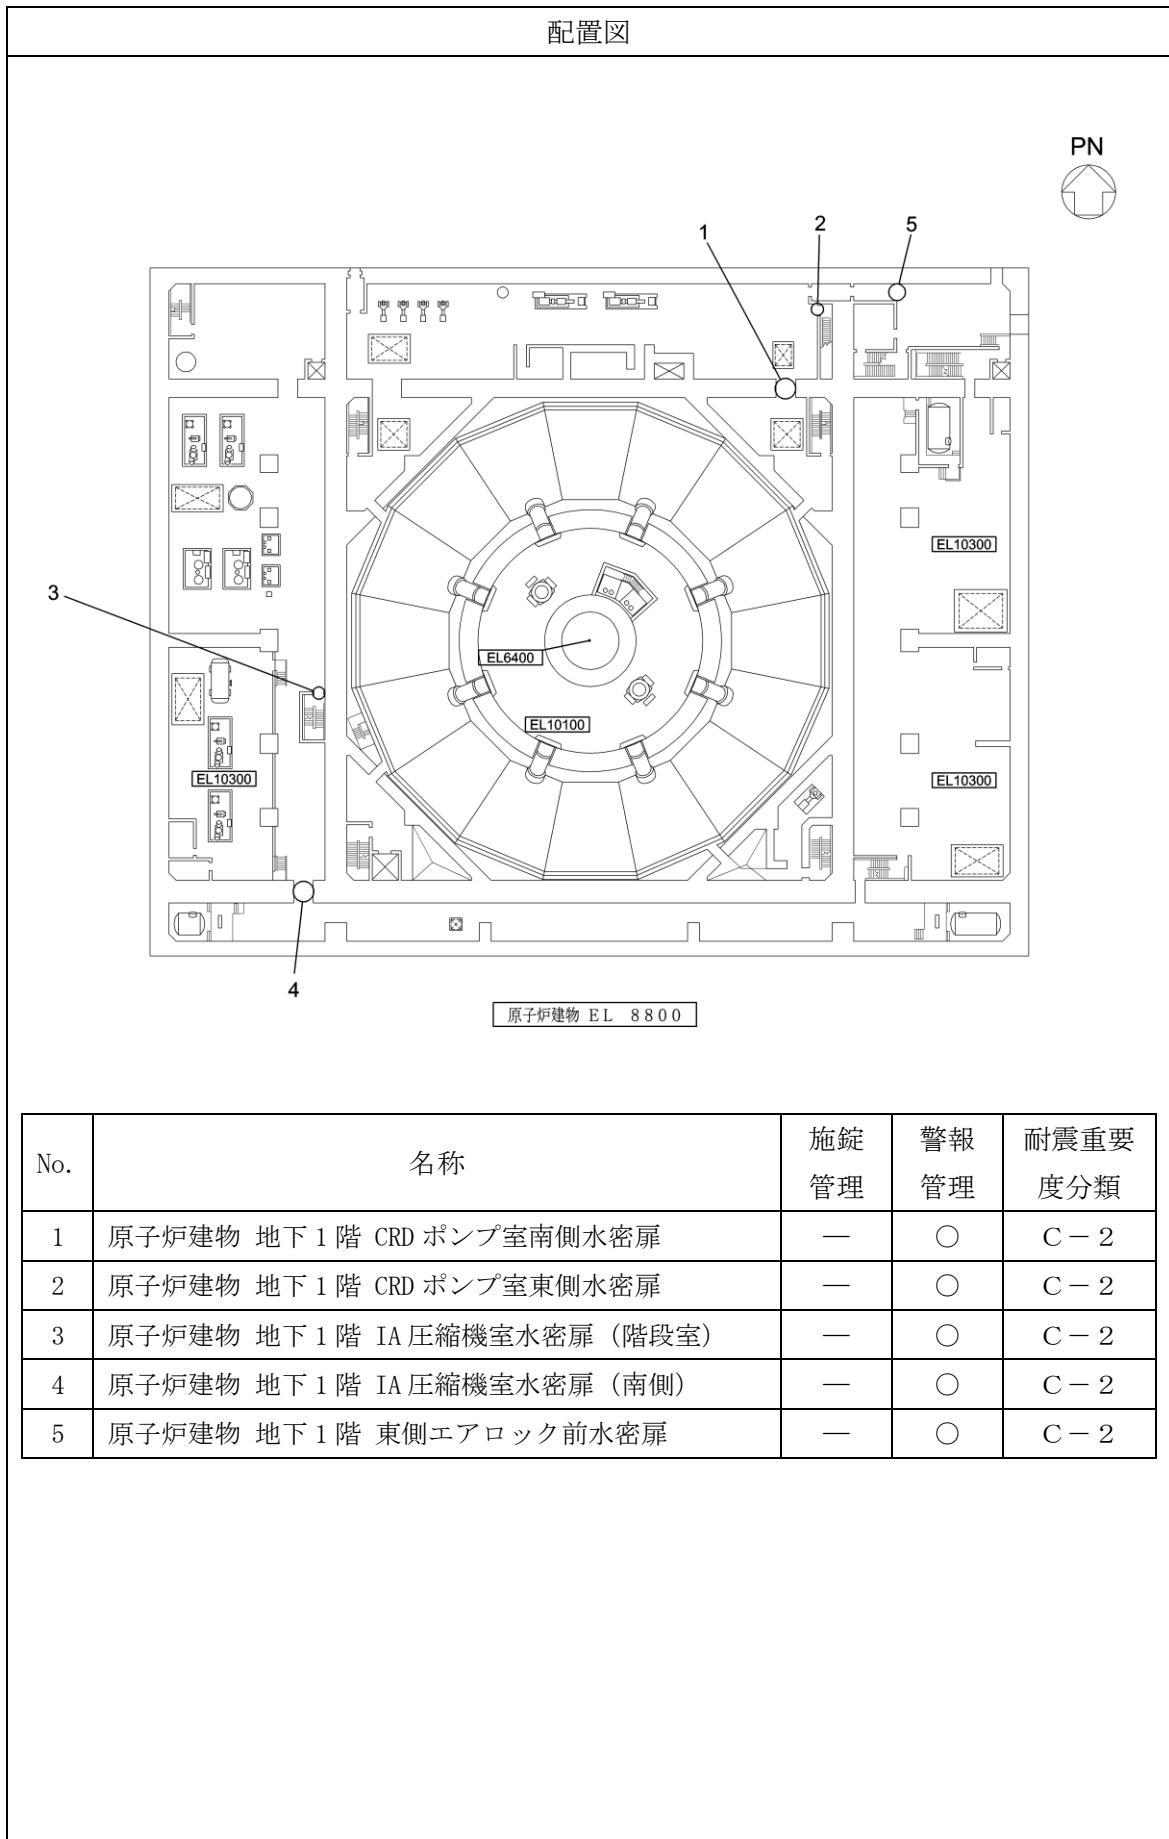 配置図
PN
1
2
5
3
EL10300
EL6400
EL10100
EL10300
EL10300
4
原子炉建物 EL 8800
No. 名称 施錠管理 警報管理 耐震重要度分類
1 原子炉建物 地下1階 CRDポンプ室南側水密扉 ― ○ C-2
2 原子炉建物 地下1階 CRDポンプ室東側水密扉 ― ○ C-2
3 原子炉建物 地下1階 IA圧縮機室水密扉(階段室) ― ○ C-2
4 原子炉建物 地下1階 IA圧縮機室水密扉(南側) ― ○ C-2
5 原子炉建物 地下1階 東側エアロック前水密扉 ― ○ C-2